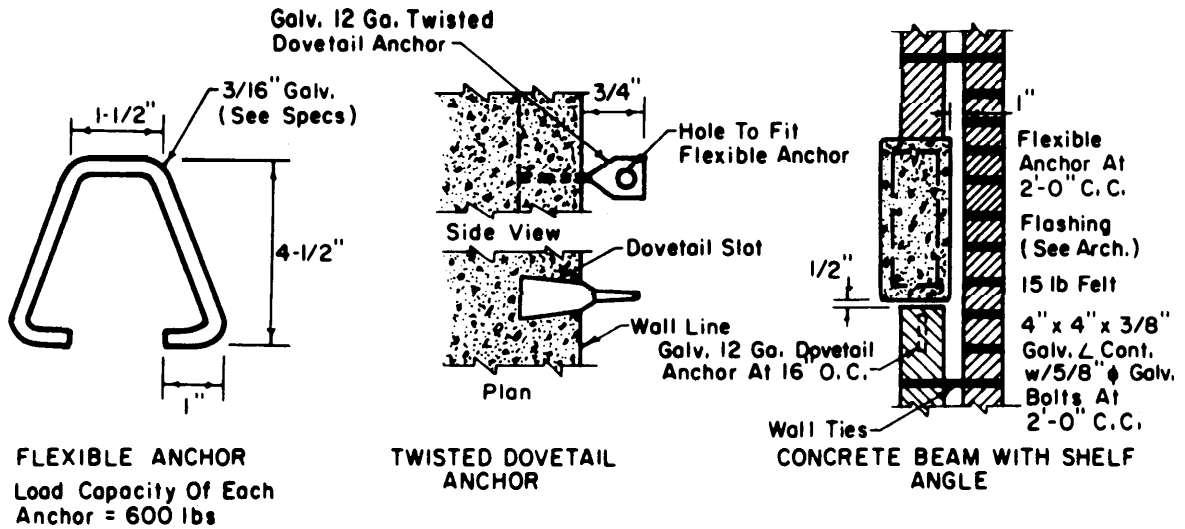 Galv. 12 Ga. Twisted
Dovetail Anchor
1-1/2"
3/16" Galv.
(See Specs)
4-1/2"
1"
FLEXIBLE ANCHOR
Load Capacity Of Each
Anchor = 600 lbs
3/4"
Hole To Fit
Flexible Anchor
Side View
Dovetail Slot
Wall Line
Plan
TWISTED DOVETAIL
ANCHOR
1"
Flexible
Anchor At
2'-0" C.C.
Flashing
(See Arch.)
15 lb Felt
4" x 4" x 3/8"
Galv. ∠ Cont.
w/5/8" ϕ Galv.
Bolts At
2'-0" C.C.
1/2"
Galv. 12 Ga. Dovetail
Anchor At 16" O.C.
Wall Ties
CONCRETE BEAM WITH SHELF
ANGLE